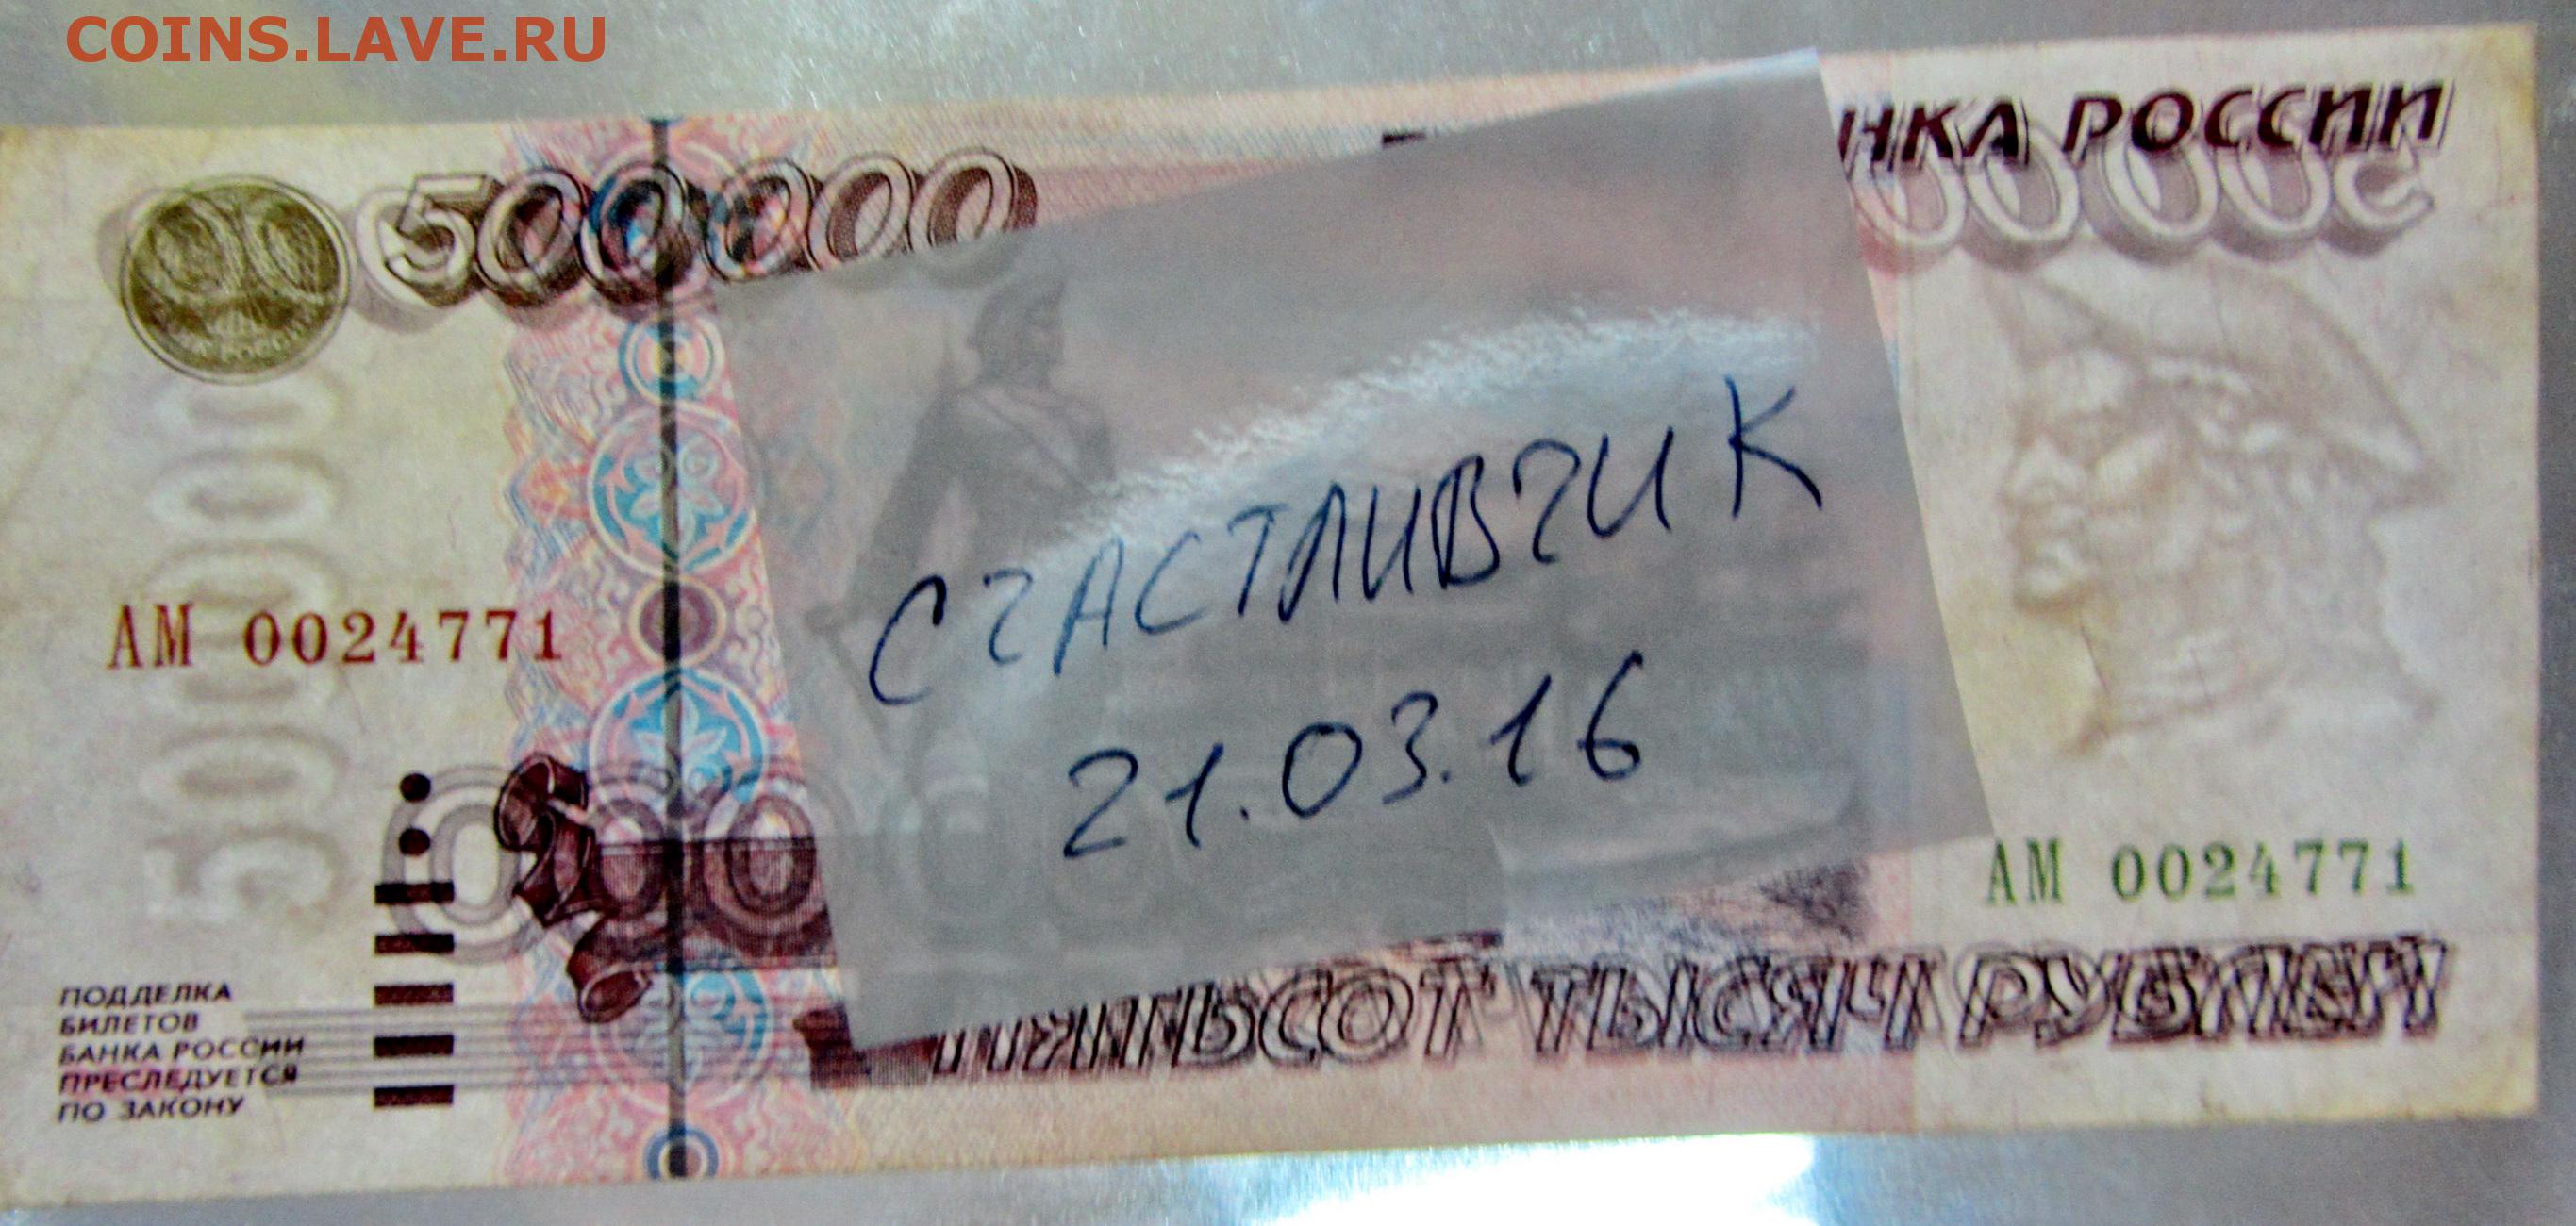 COINS.LAVE.RU
НКА РОССИИ
500000
500000
АМ 0024771
СЧАСТЛИВЧИК
21.03.16
АМ 0024771
ПЯТЬСОТ ТЫСЯЧ РУБЛЕЙ
ПОДДЕЛКА
БИЛЕТОВ
БАНКА РОССИИ
ПРЕСЛЕДУЕТСЯ
ПО ЗАКОНУ